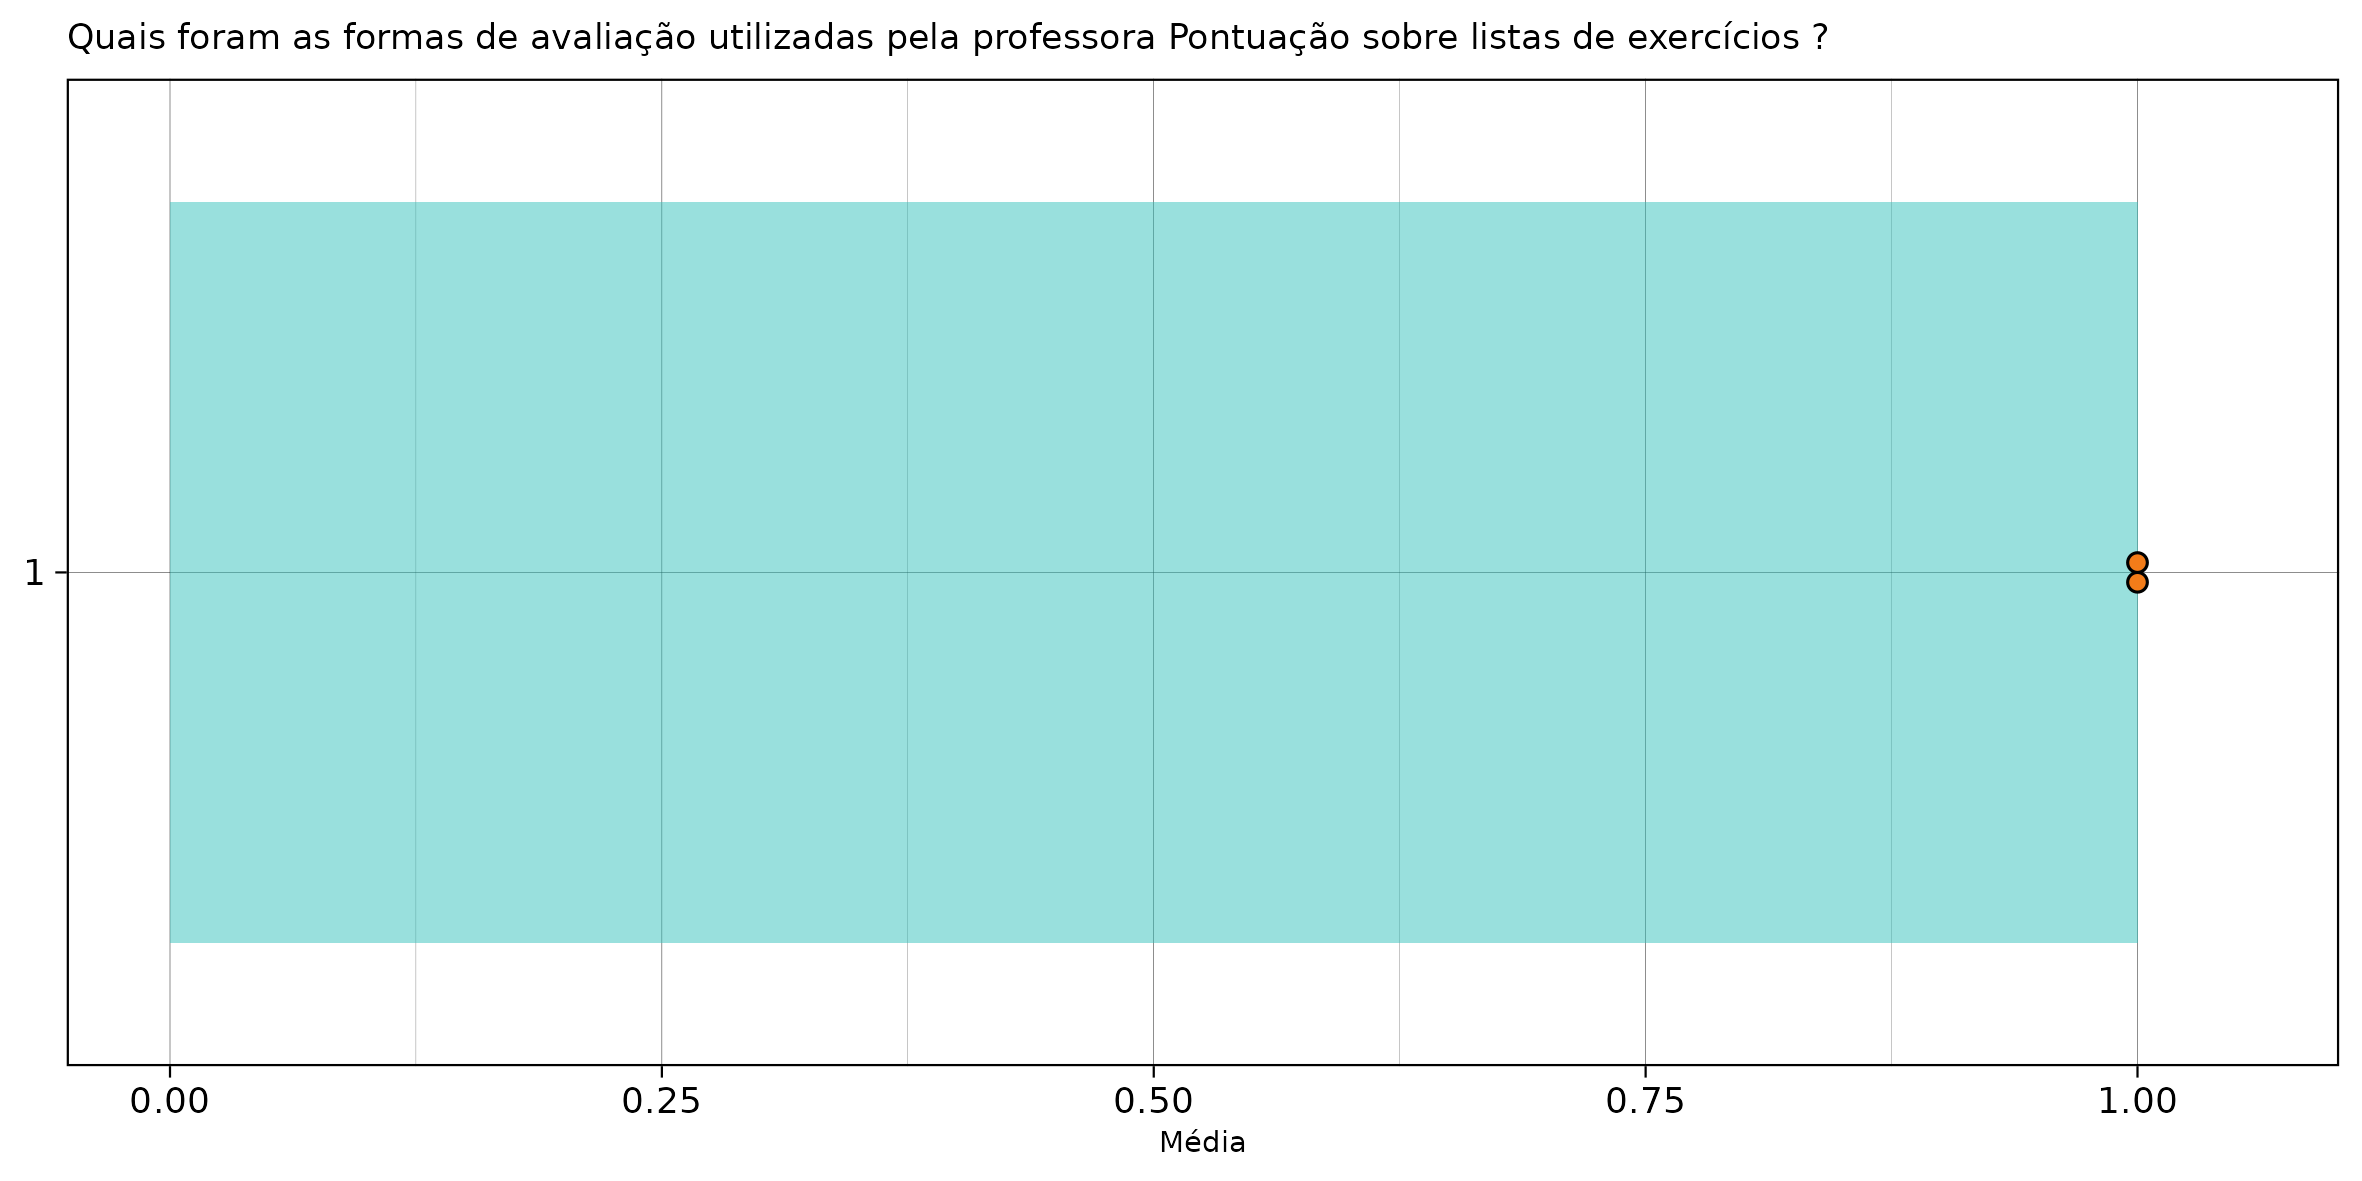 Quais foram as formas de avaliação utilizadas pela professora Pontuação sobre listas de exercícios ?
1
0.00 0.25 0.50 0.75 1.00
Média